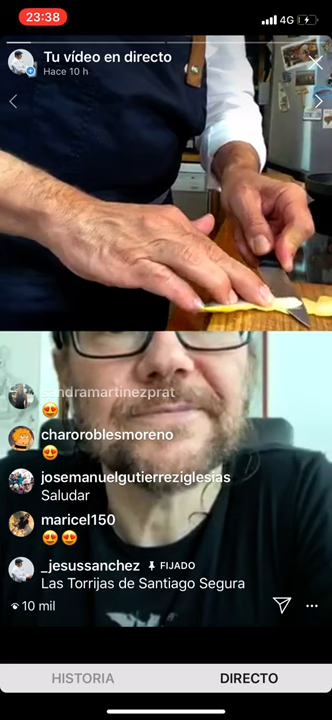 23:38
4G
Tu vídeo en directo
Hace 10 h
sandramartinezprat
charoroblesmoreno
josemanuelgutierreziglesias
Saludar
maricel150
_jesussanchez FIJADO
Las Torrijas de Santiago Segura
10 mil
HISTORIA DIRECTO